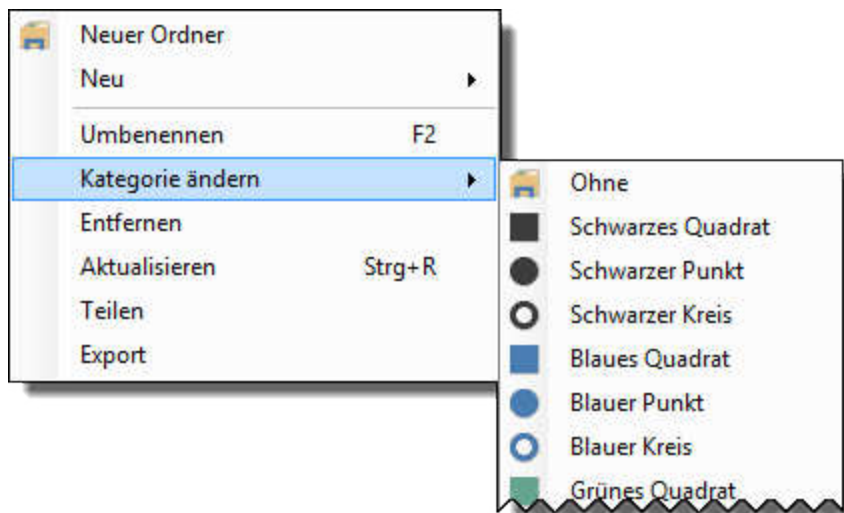 Neuer Ordner
Neu
Umbenennen F2
Kategorie ändern
Entfernen
Aktualisieren Strg+R
Teilen
Export
Ohne
Schwarzes Quadrat
Schwarzer Punkt
Schwarzer Kreis
Blaues Quadrat
Blauer Punkt
Blauer Kreis
Grünes Quadrat